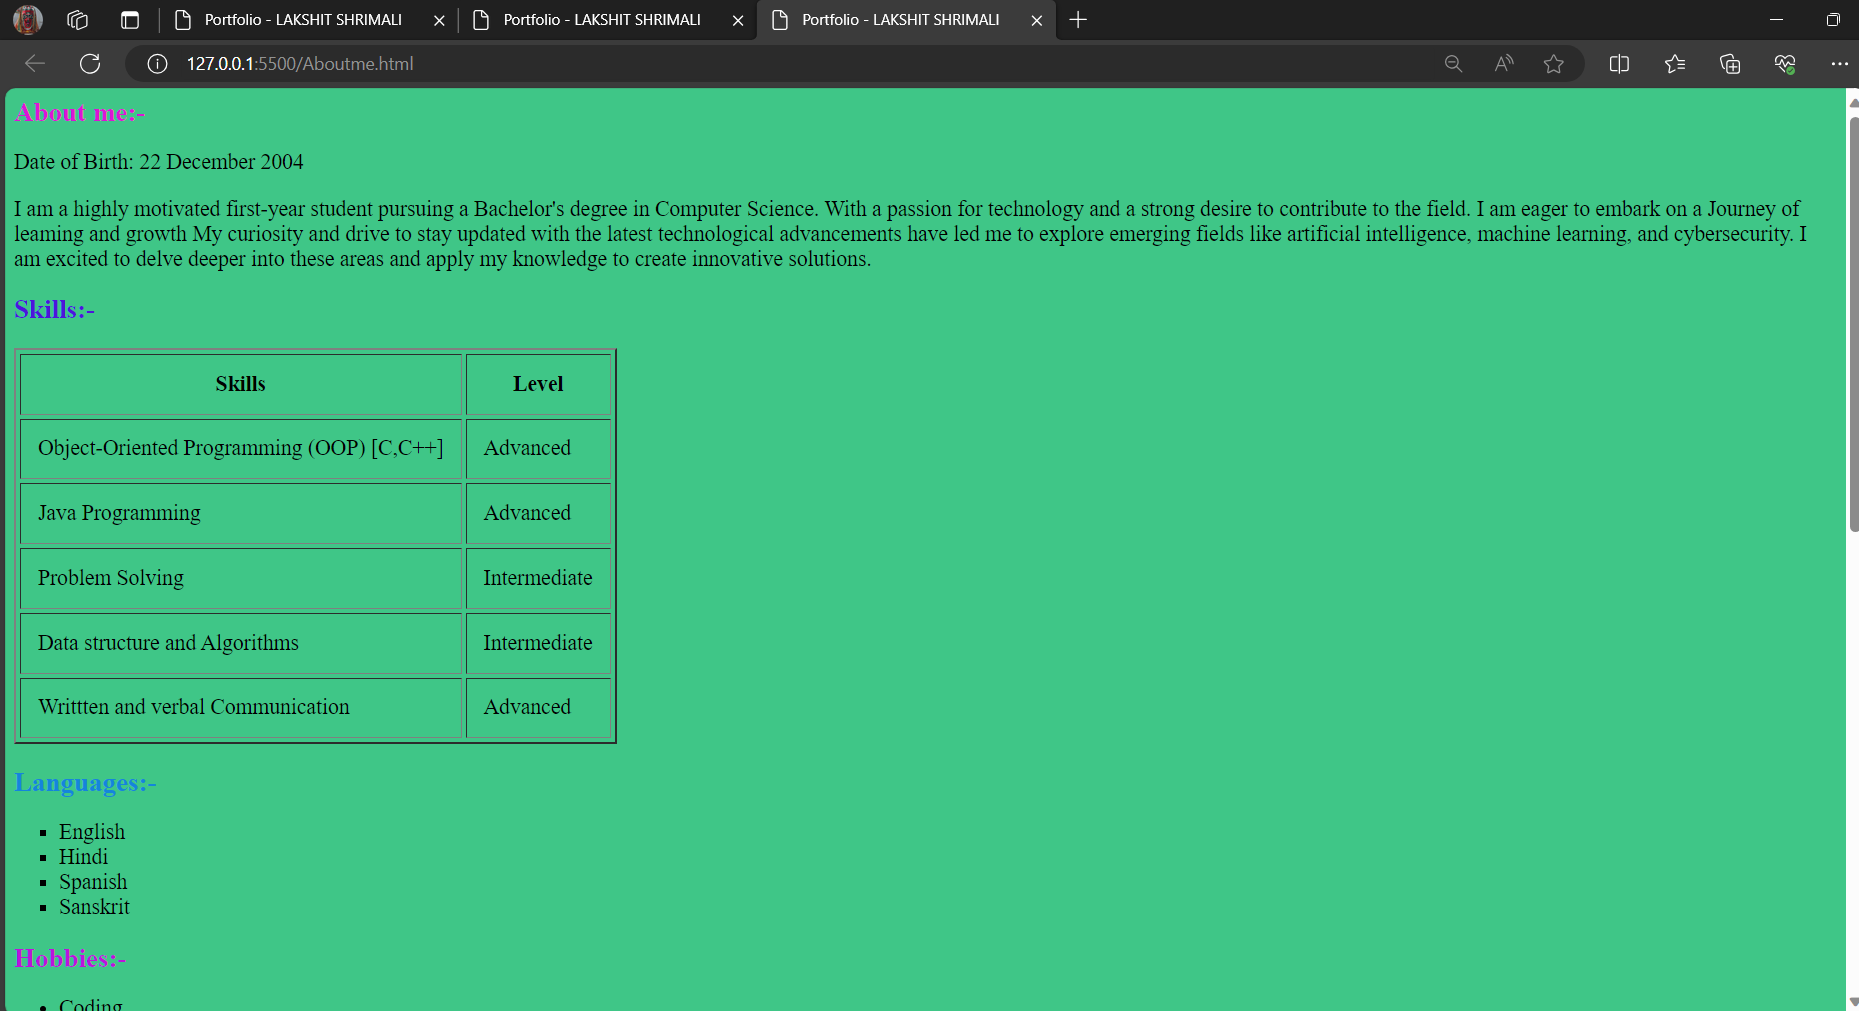 Portfolio - LAKSHIT SHRIMALI Portfolio - LAKSHIT SHRIMALI Portfolio - LAKSHIT SHRIMALI
127.0.0.1:5500/Aboutme.html
About me:-
Date of Birth: 22 December 2004
I am a highly motivated first-year student pursuing a Bachelor's degree in Computer Science. With a passion for technology and a strong desire to contribute to the field. I am eager to embark on a Journey of
leaming and growth My curiosity and drive to stay updated with the latest technological advancements have led me to explore emerging fields like artificial intelligence, machine learning, and cybersecurity. I
am excited to delve deeper into these areas and apply my knowledge to create innovative solutions.
Skills:-
Skills Level
Object-Oriented Programming (OOP) [C,C++] Advanced
Java Programming Advanced
Problem Solving Intermediate
Data structure and Algorithms Intermediate
Writtten and verbal Communication Advanced
Languages:-
English
Hindi
Spanish
Sanskrit
Hobbies:-
Coding